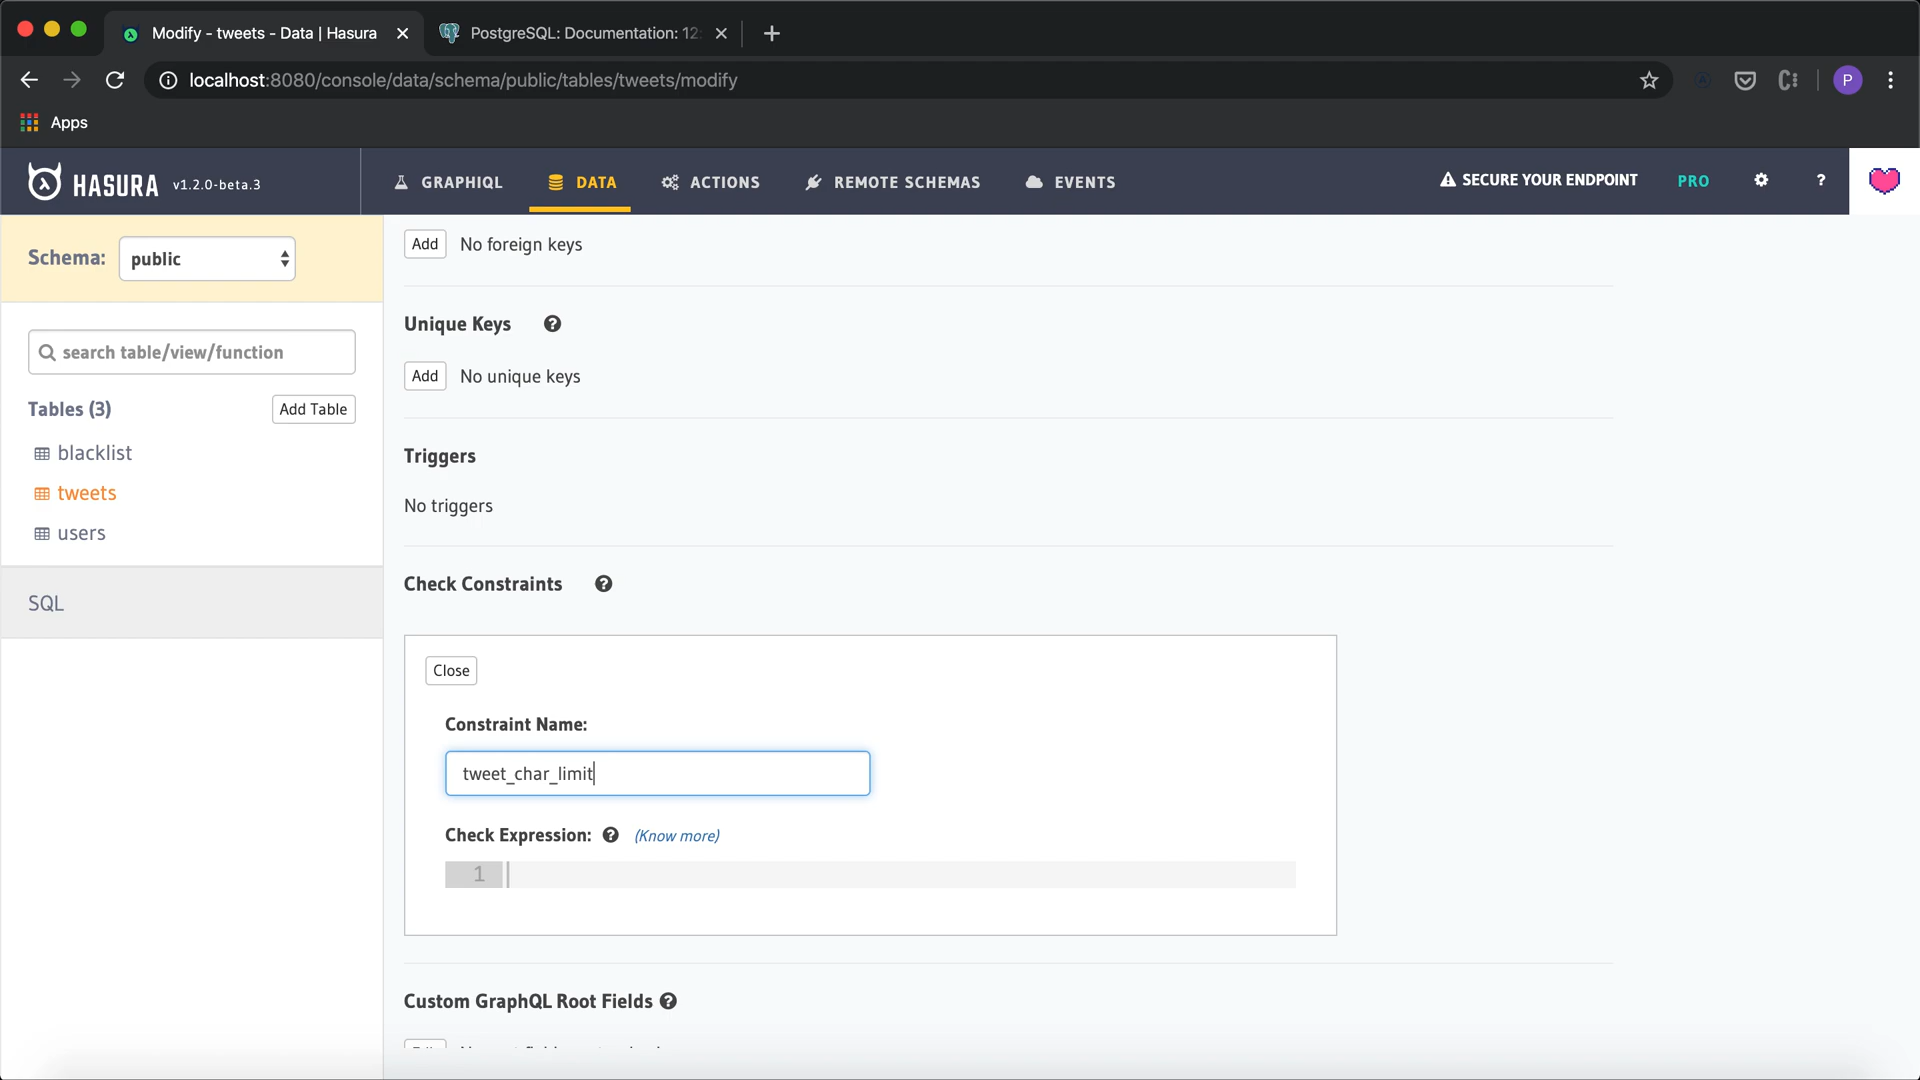 Modify - tweets - Data | Hasura
PostgreSQL: Documentation: 12:
localhost:8080/console/data/schema/public/tables/tweets/modify
P
Apps
HASURA v1.2.0-beta.3
GRAPHIQL
DATA
ACTIONS
REMOTE SCHEMAS
EVENTS
SECURE YOUR ENDPOINT
PRO
?
Schema: public
search table/view/function
Tables (3)
Add Table
blacklist
tweets
users
SQL
Add No foreign keys
Unique Keys ?
Add No unique keys
Triggers
No triggers
Check Constraints ?
Close
Constraint Name:
tweet_char_limit
Check Expression: ? (Know more)
1
Custom GraphQL Root Fields ?